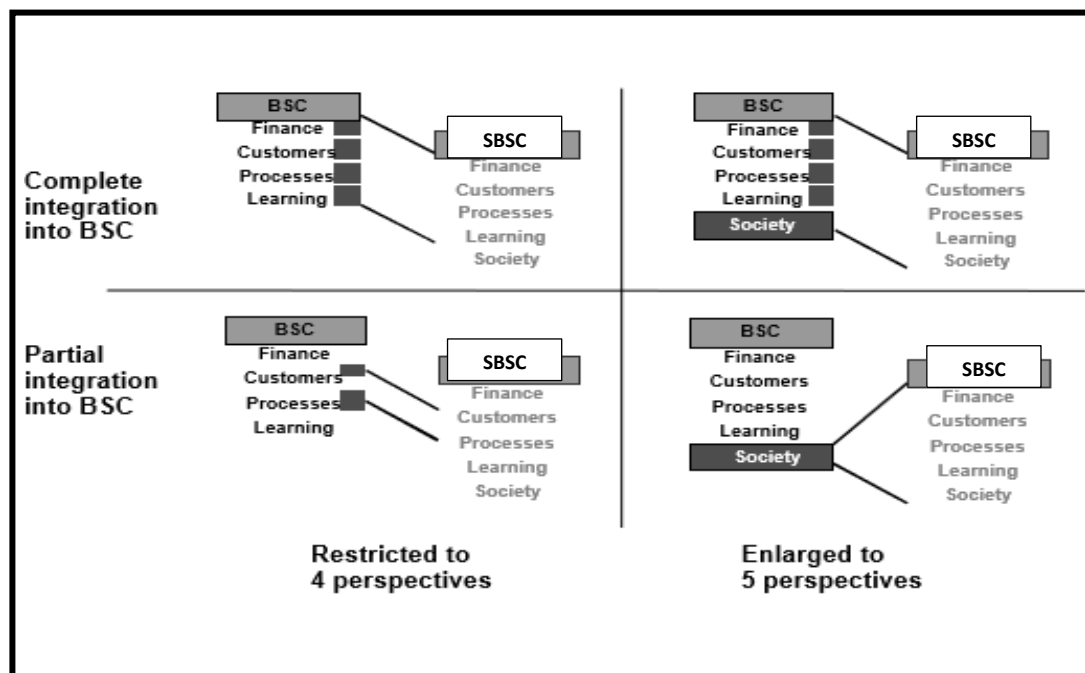 BSC
Finance
Customers
Processes
Learning
SBSC
Finance
Customers
Processes
Learning
Society
BSC
Finance
Customers
Processes
Learning
Society
SBSC
Finance
Customers
Processes
Learning
Society
Complete
integration
into BSC
BSC
Finance
Customers
Processes
Learning
SBSC
Finance
Customers
Processes
Learning
Society
BSC
Finance
Customers
Processes
Learning
Society
SBSC
Finance
Customers
Processes
Learning
Society
Partial
integration
into BSC
Restricted to
4 perspectives
Enlarged to
5 perspectives